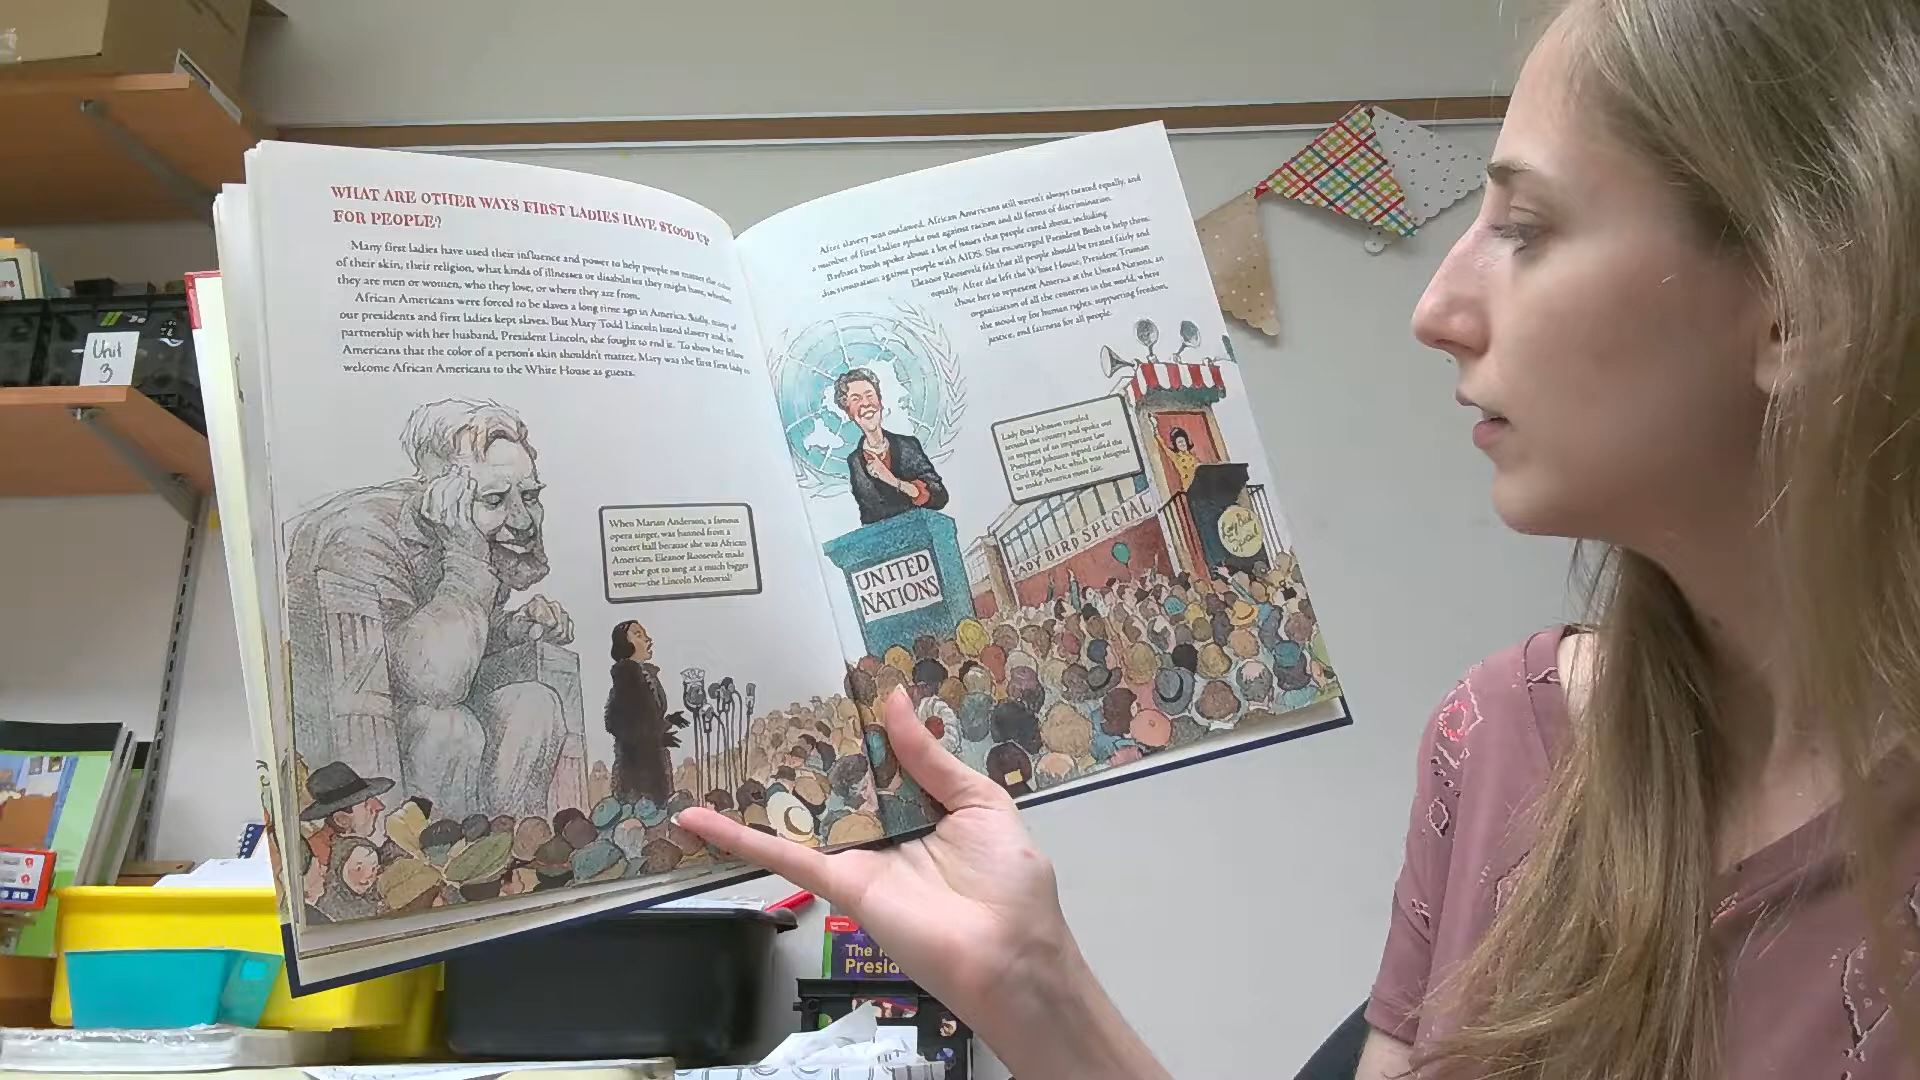 WHAT ARE OTHER WAYS FIRST LADIES HAVE STOOD UP
FOR PEOPLE?
Many first ladies have used their influence and power to help people no matter the color
of their skin, their religion, what kinds of illnesses or disabilities they might have, whether
they are men or women, who they love, or where they are from.
African Americans were forced to be slaves a long time ago in America. Sadly, many of
our presidents and first ladies kept slaves. But Mary Todd Lincoln hated slavery and, in
partnership with her husband, President Lincoln, she fought to end it. To show her fellow
Americans that the color of a person's skin shouldn't matter, Mary was the first first lady to
welcome African Americans to the White House as guests.
When Marian Anderson, a famous
opera singer, was banned from a
concert hall because she was African
American, Eleanor Roosevelt made
sure she got to sing at a much bigger
venue—the Lincoln Memorial!
NBC
After slavery was outlawed, African Americans still weren't always treated equally, and
a number of first ladies spoke out against racism and all forms of discrimination.
Barbara Bush spoke about a lot of issues that people cared about, including
discrimination against people with AIDS. She encouraged President Bush to help them.
Eleanor Roosevelt felt that all people should be treated fairly and
equally. After she left the White House, President Truman
chose her to represent America at the United Nations, an
organization of all the countries in the world, where
she stood up for human rights, supporting freedom,
justice, and fairness for all people.
Lady Bird Johnson traveled
around the country and spoke out
in support of an important law
President Johnson signed called the
Civil Rights Act, which was designed
to make America more fair.
UNITED
NATIONS
LADY BIRD SPECIAL
Lady Bird
Special
Unit
3
The